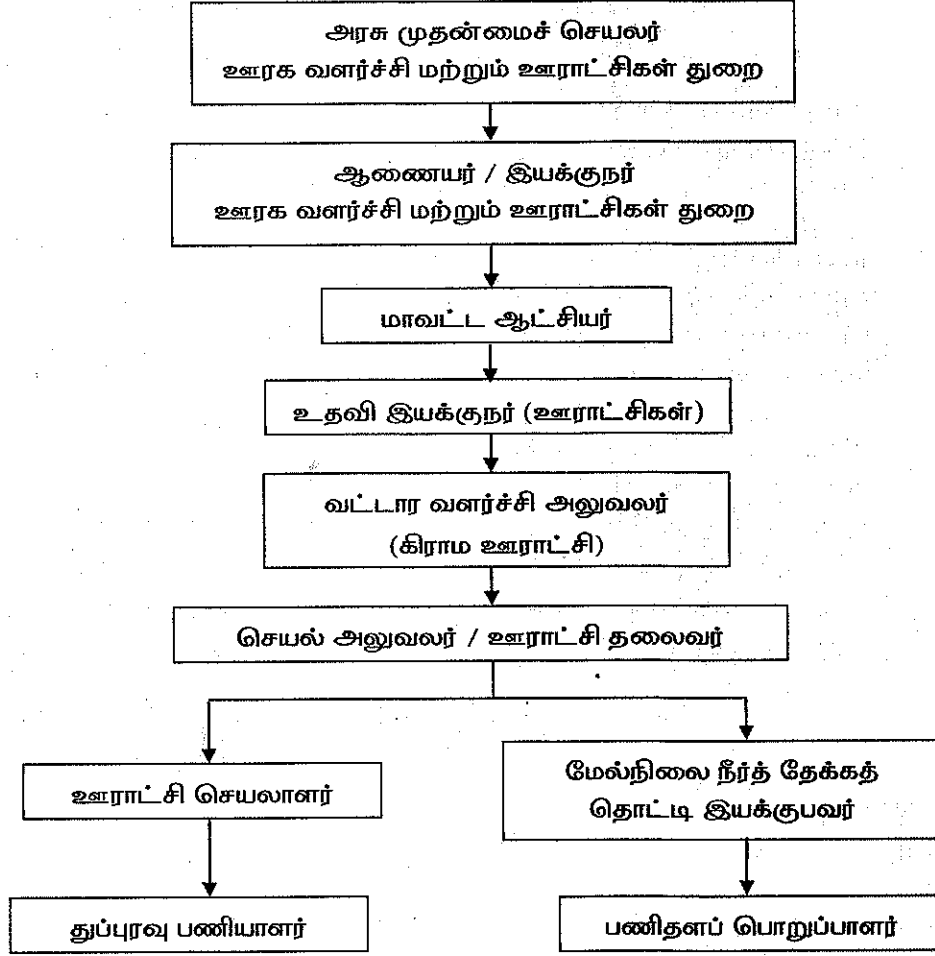 அரசு முதன்மைச் செயலர்
ஊரக வளர்ச்சி மற்றும் ஊராட்சிகள் துறை
ஆணையர் / இயக்குநர்
ஊரக வளர்ச்சி மற்றும் ஊராட்சிகள் துறை
மாவட்ட ஆட்சியர்
உதவி இயக்குநர் (ஊராட்சிகள்)
வட்டார வளர்ச்சி அலுவலர்
(கிராம ஊராட்சி)
செயல் அலுவலர் / ஊராட்சி தலைவர்
ஊராட்சி செயலாளர்
மேல்நிலை நீர்த் தேக்கத்
தொட்டி இயக்குபவர்
துப்புரவு பணியாளர்
பணிதளப் பொறுப்பாளர்